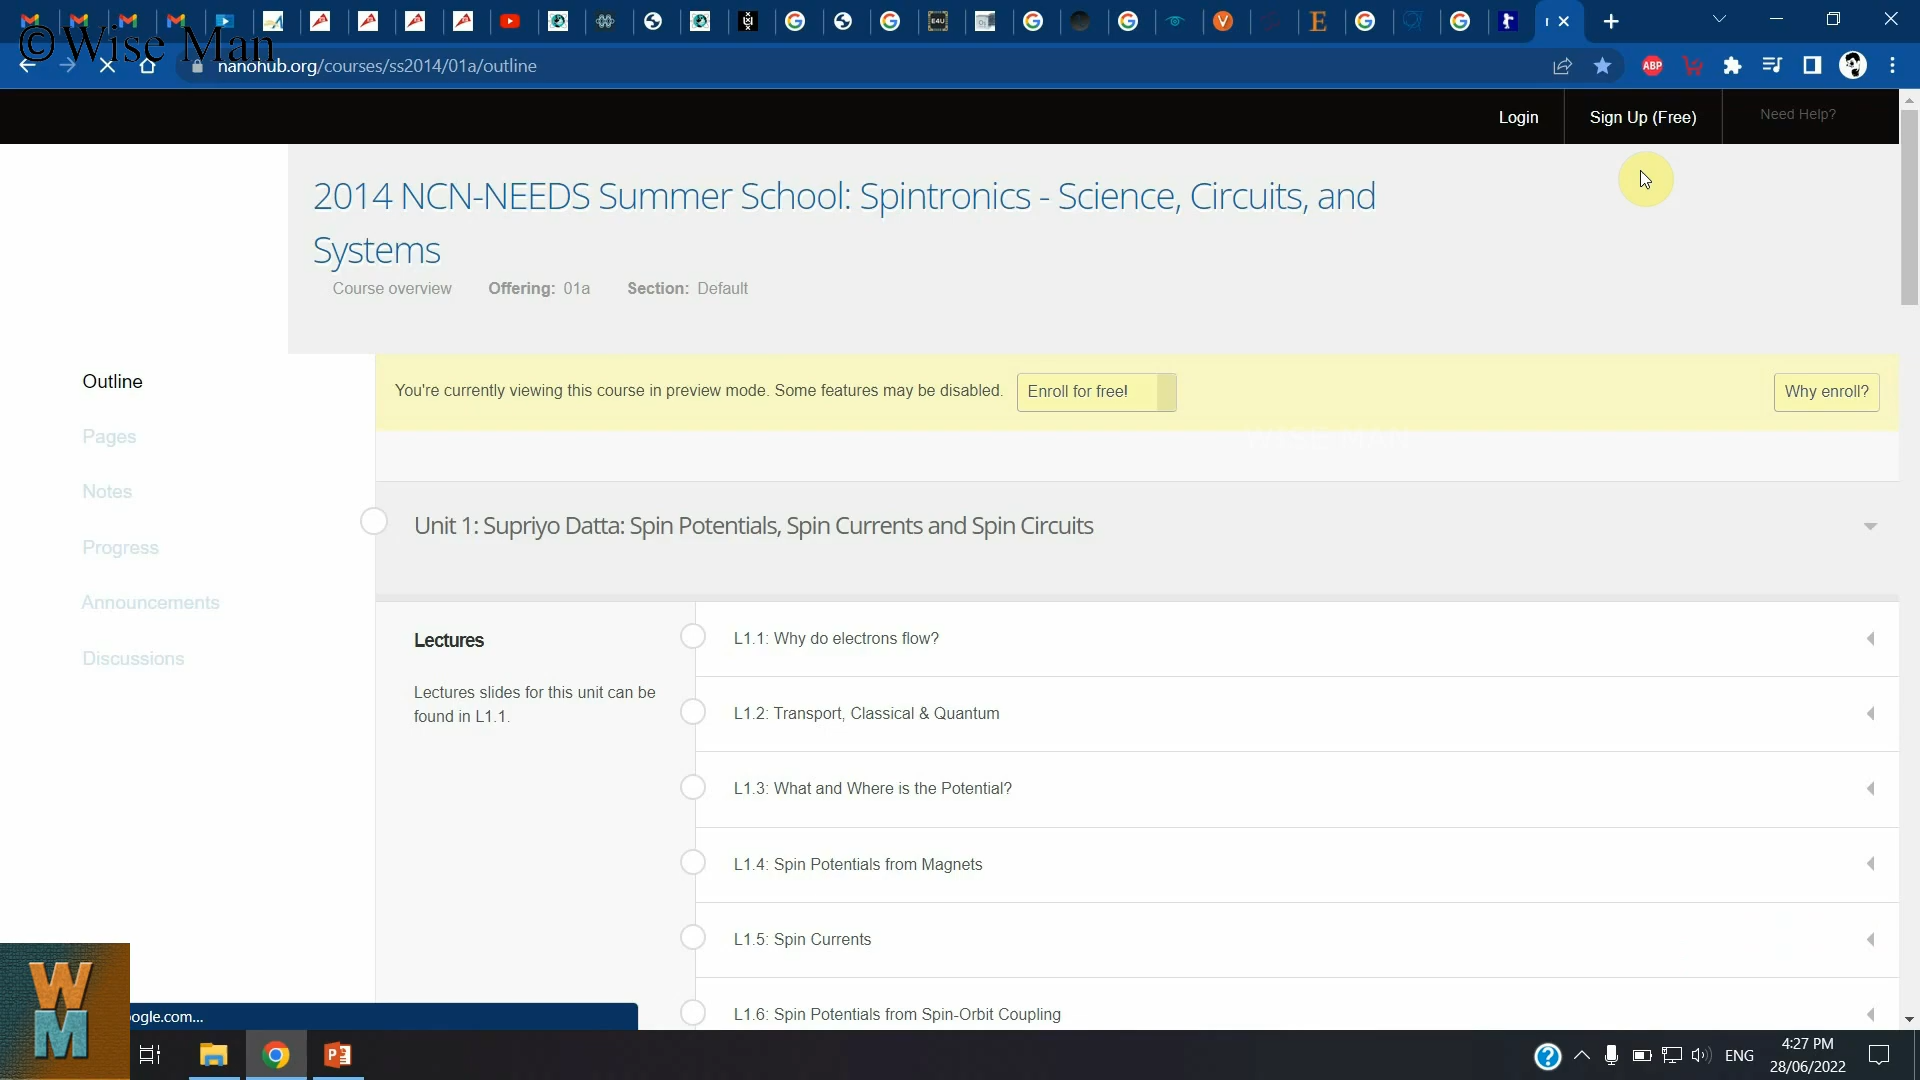 ©Wise Man
nanohub.org/courses/ss2014/01a/outline
ABP
Login
Sign Up (Free)
Need Help?
2014 NCN-NEEDS Summer School: Spintronics - Science, Circuits, and
Systems
Course overview
Offering: 01a
Section: Default
Outline
Pages
Notes
Progress
Announcements
Discussions
You're currently viewing this course in preview mode. Some features may be disabled.
Enroll for free!
Why enroll?
WISE MAN
Unit 1: Supriyo Datta: Spin Potentials, Spin Currents and Spin Circuits
Lectures
Lectures slides for this unit can be
found in L1.1.
L1.1: Why do electrons flow?
L1.2: Transport, Classical & Quantum
L1.3: What and Where is the Potential?
L1.4: Spin Potentials from Magnets
L1.5: Spin Currents
L1.6: Spin Potentials from Spin-Orbit Coupling
WM
ogle.com...
ENG
4:27 PM
28/06/2022